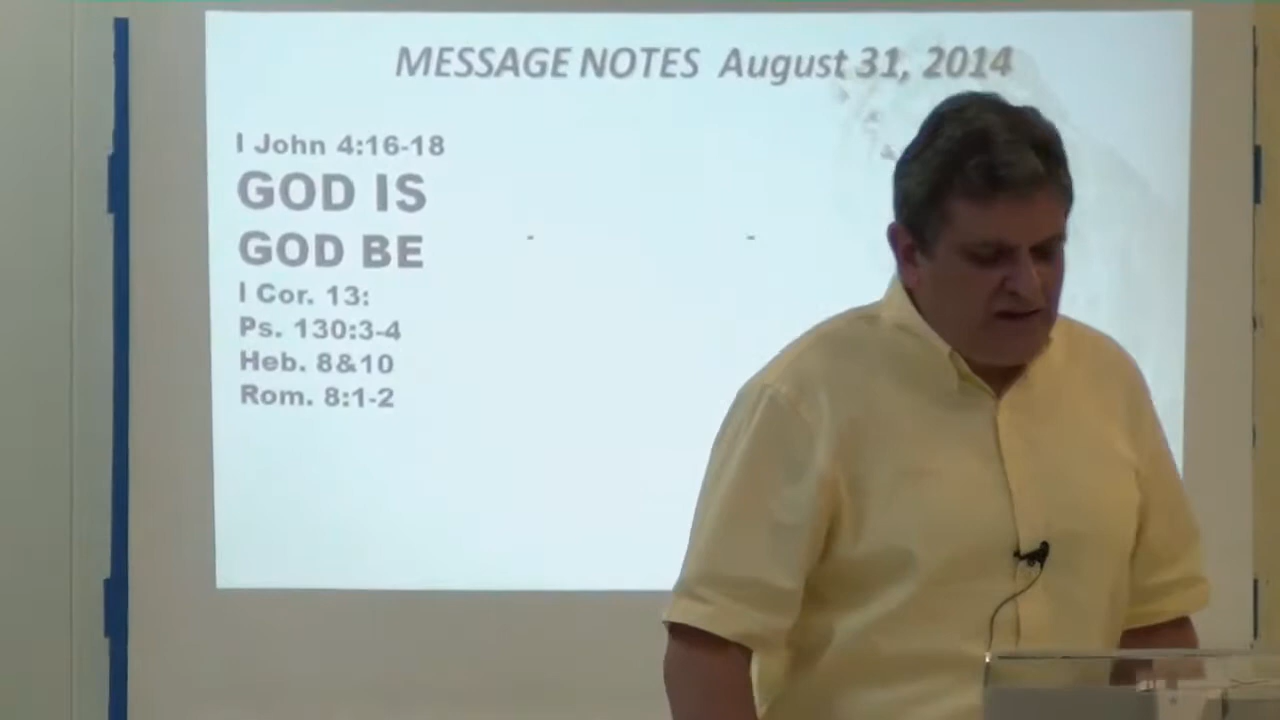 MESSAGE NOTES August 31, 2014
I John 4:16-18
GOD IS
GOD BE
- -
I Cor. 13:
Ps. 130:3-4
Heb. 8&10
Rom. 8:1-2